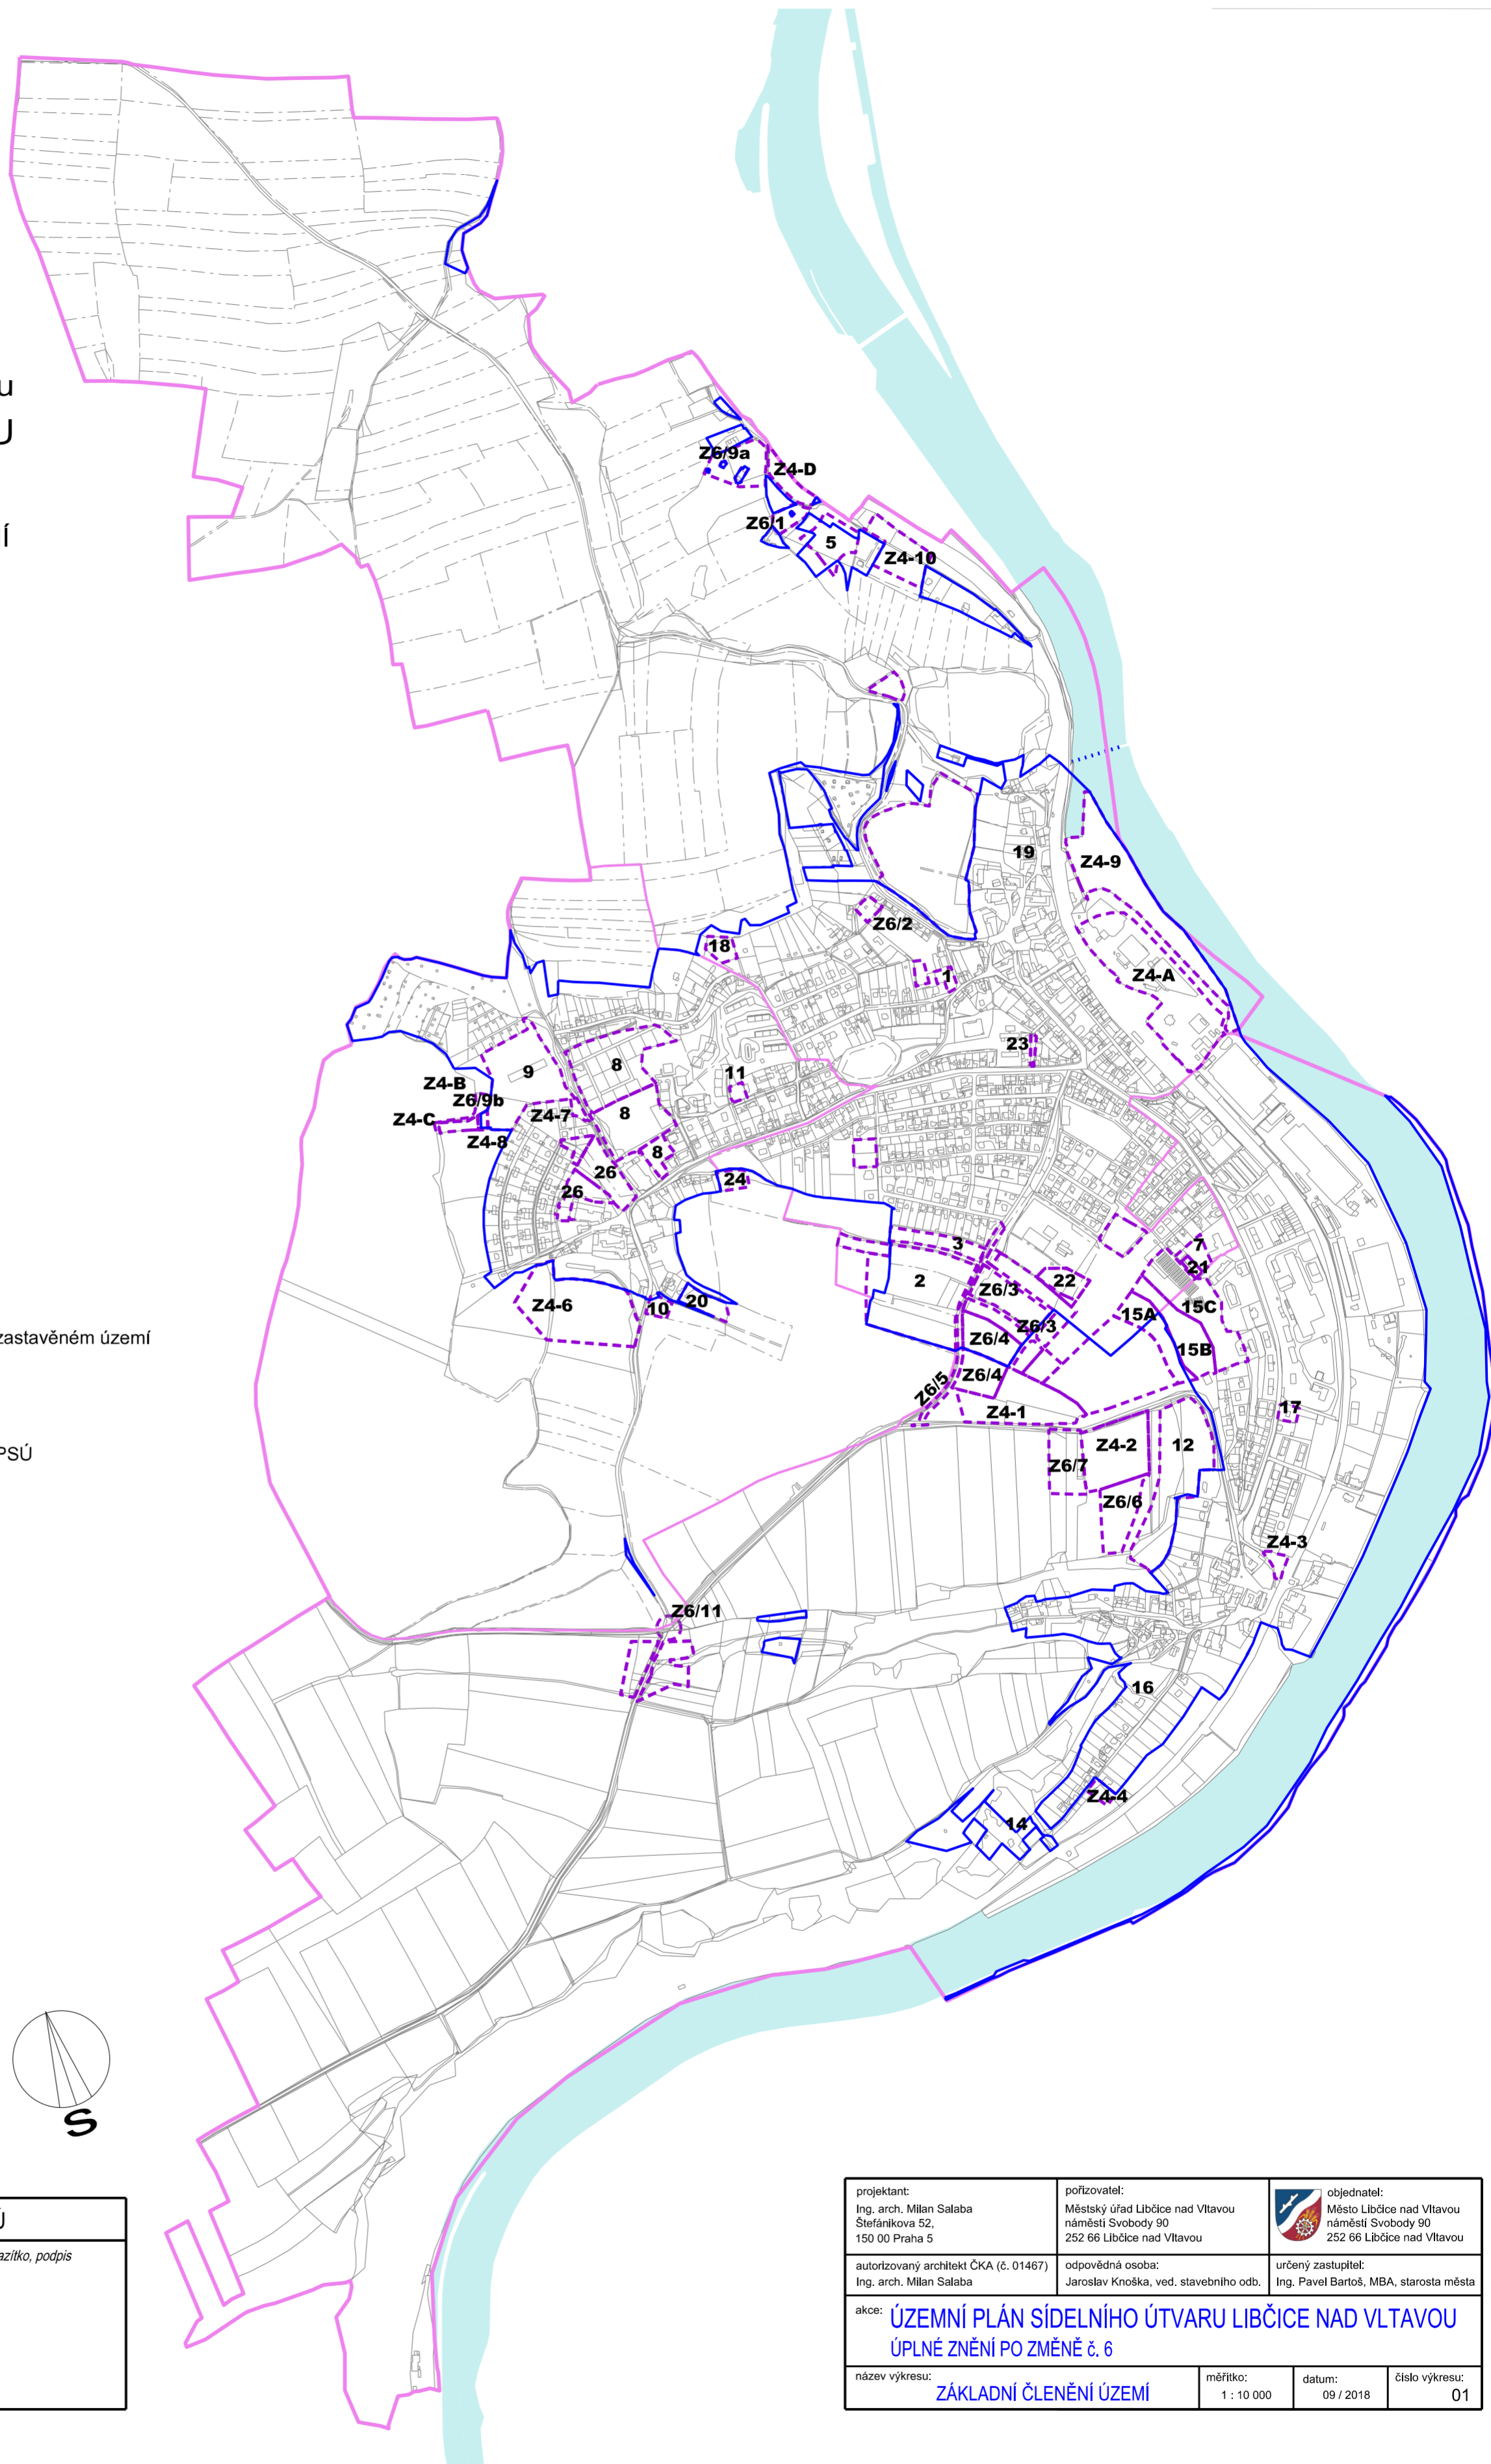 u
U
Í
Z6/9a
Z4-D
Z6/1
5
Z4-10
19
Z4-9
Z6/2
18
1
Z4-A
23
9
8
11
Z4-B
Z6/9b
8
Z4-C
Z4-7
Z4-8
8
26
24
26
3
7
21
2
Z6/3
22
Z4-6
10
20
15A
15C
Z6/3
Z6/4
15B
Z6/4
Z6/5
Z4-1
17
Z4-2
12
Z6/7
Z6/6
Z4-3
Z6/11
16
Z4-4
14
zastavěném území
PSÚ
S
azítko, podpis
projektant:
Ing. arch. Milan Salaba
Štefánikova 52,
150 00 Praha 5
pořizovatel:
Městský úřad Libčice nad Vltavou
náměstí Svobody 90
252 66 Libčice nad Vltavou
objednatel:
Město Libčice nad Vltavou
náměstí Svobody 90
252 66 Libčice nad Vltavou
autorizovaný architekt ČKA (č. 01467)
Ing. arch. Milan Salaba
odpovědná osoba:
Jaroslav Knoška, ved. stavebního odb.
určený zastupitel:
Ing. Pavel Bartoš, MBA, starosta města
akce: ÚZEMNÍ PLÁN SÍDELNÍHO ÚTVARU LIBČICE NAD VLTAVOU
ÚPLNÉ ZNĚNÍ PO ZMĚNĚ č. 6
název výkresu:
ZÁKLADNÍ ČLENĚNÍ ÚZEMÍ
měřítko:
1 : 10 000
datum:
09 / 2018
číslo výkresu:
01